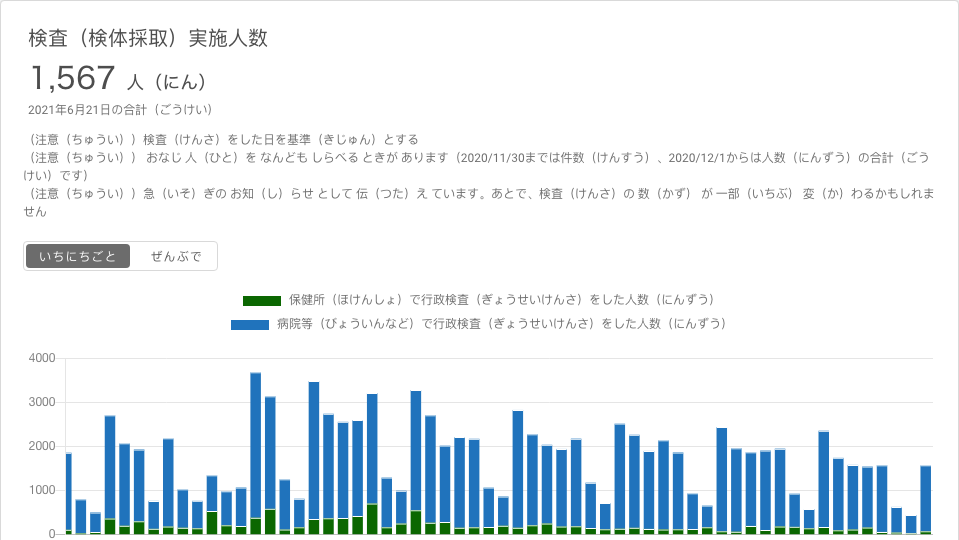 検査（検体採取）実施人数
1,567 人（にん）
2021年6月21日の合計（ごうけい）
（注意（ちゅうい））検査（けんさ）をした日を基準（きじゅん）とする
（注意（ちゅうい）） おなじ 人（ひと）を なんども しらべる ときが あります（2020/11/30までは件数（けんすう）、2020/12/1からは人数（にんずう）の合計（ごう
けい）です）
（注意（ちゅうい））急（いそ）ぎの お知（し）らせ として 伝（つた）え ています。あとで、検査（けんさ）の 数（かず） が 一部（いちぶ） 変（か）わるかもしれま
せん
いちにちごと ぜんぶで
保健所（ほけんしょ）で行政検査（ぎょうせいけんさ）をした人数（にんずう）
病院等（びょういんなど）で行政検査（ぎょうせいけんさ）をした人数（にんずう）
4000
3000
2000
1000
0